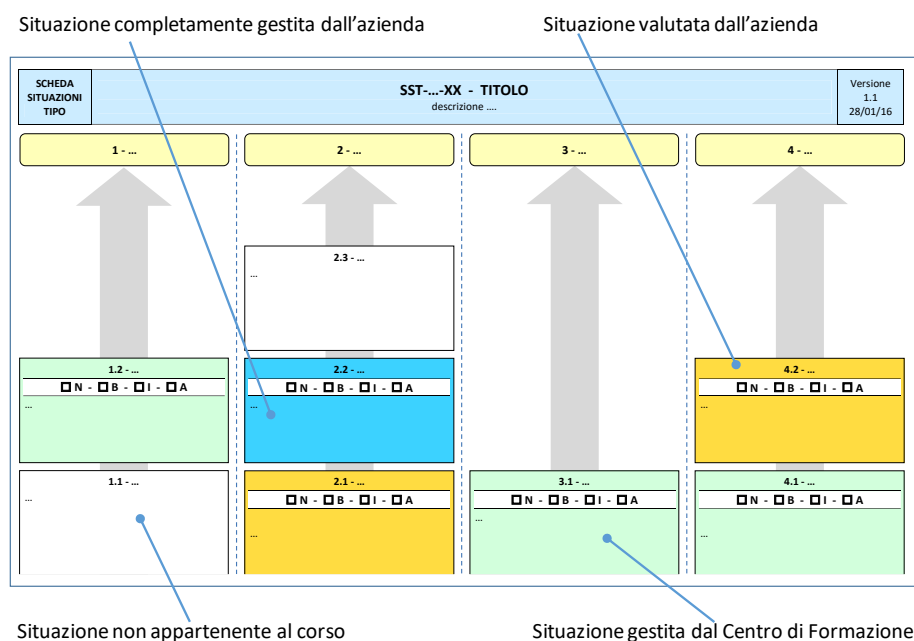 Situazione completamente gestita dall'azienda
Situazione valutata dall'azienda
SCHEDA
SITUAZIONI
TIPO
SST-...-XX - TITOLO
descrizione ....
Versione
1.1
28/01/16
1 - ...
2 - ...
3 - ...
4 - ...
2.3 - ...
...
1.2 - ...
N - B - I - A
...
2.2 - ...
N - B - I - A
...
4.2 - ...
N - B - I - A
...
1.1 - ...
...
2.1 - ...
N - B - I - A
...
3.1 - ...
N - B - I - A
...
4.1 - ...
N - B - I - A
...
Situazione non appartenente al corso
Situazione gestita dal Centro di Formazione